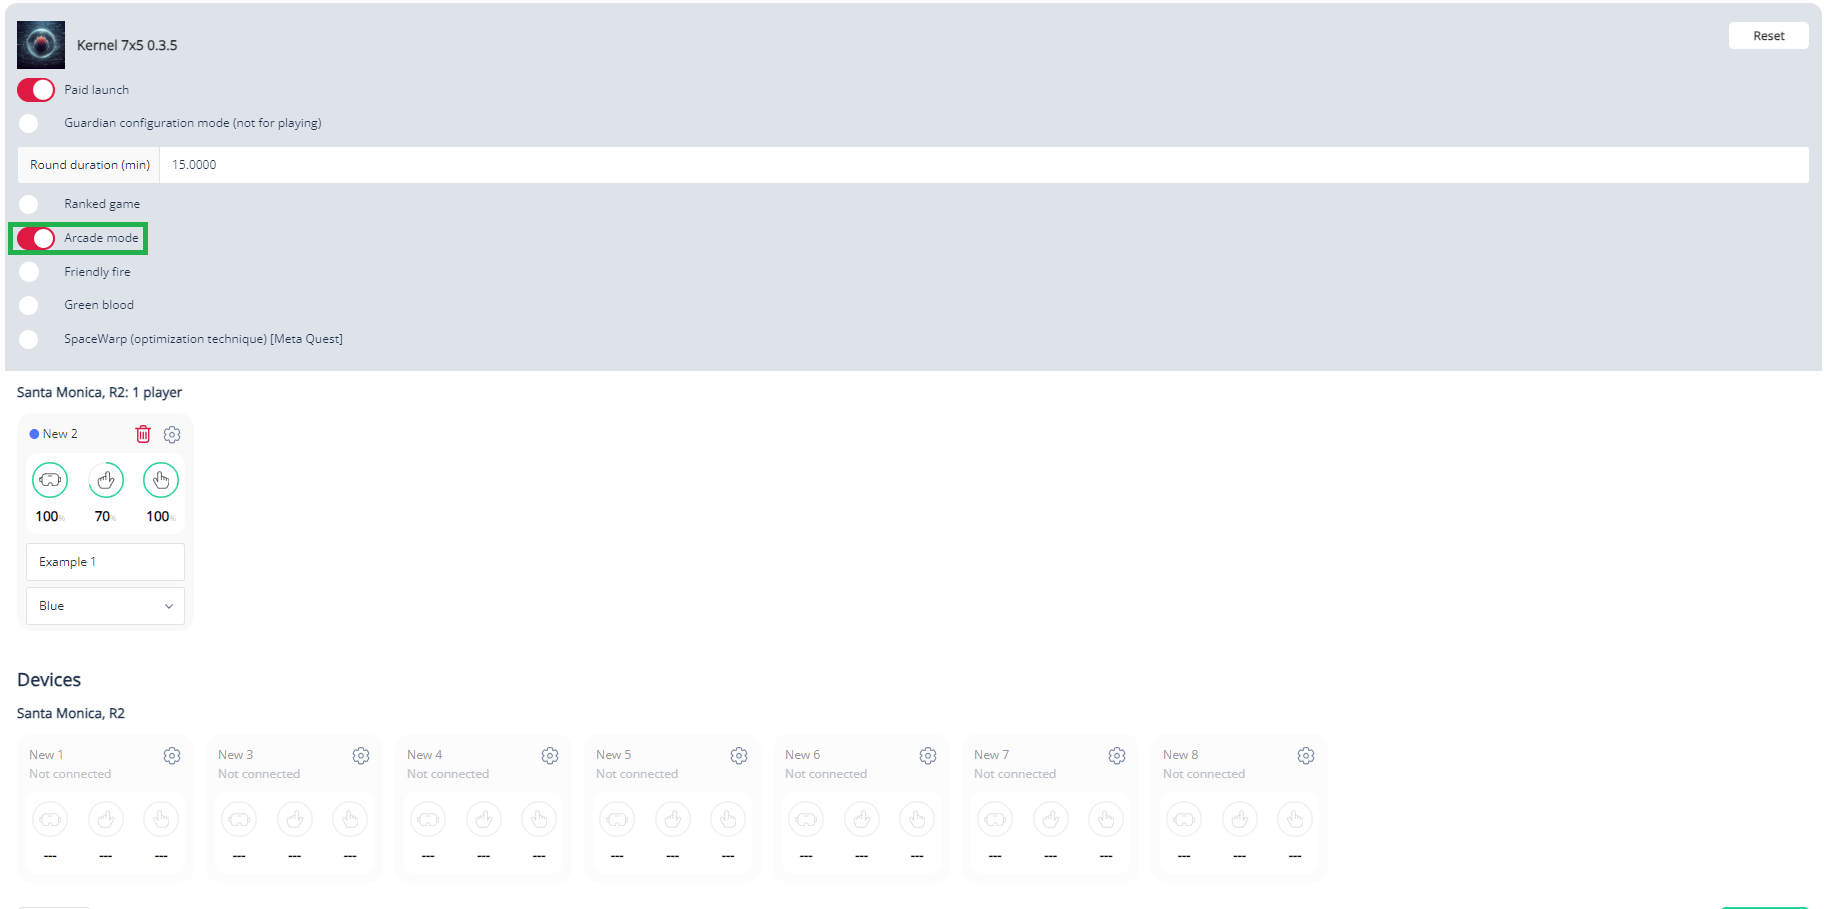 Kernel 7x5 0.3.5
Reset
Paid launch
Guardian configuration mode (not for playing)
Round duration (min) 15.0000
Ranked game
Arcade mode
Friendly fire
Green blood
SpaceWarp (optimization technique) [Meta Quest]
Santa Monica, R2: 1 player
New 2
100% 70% 100%
Example 1
Blue
Devices
Santa Monica, R2
New 1 New 3 New 4 New 5 New 6 New 7 New 8
Not connected Not connected Not connected Not connected Not connected Not connected Not connected
--- --- --- --- --- --- --- --- --- --- --- --- --- --- --- --- --- --- --- --- ---